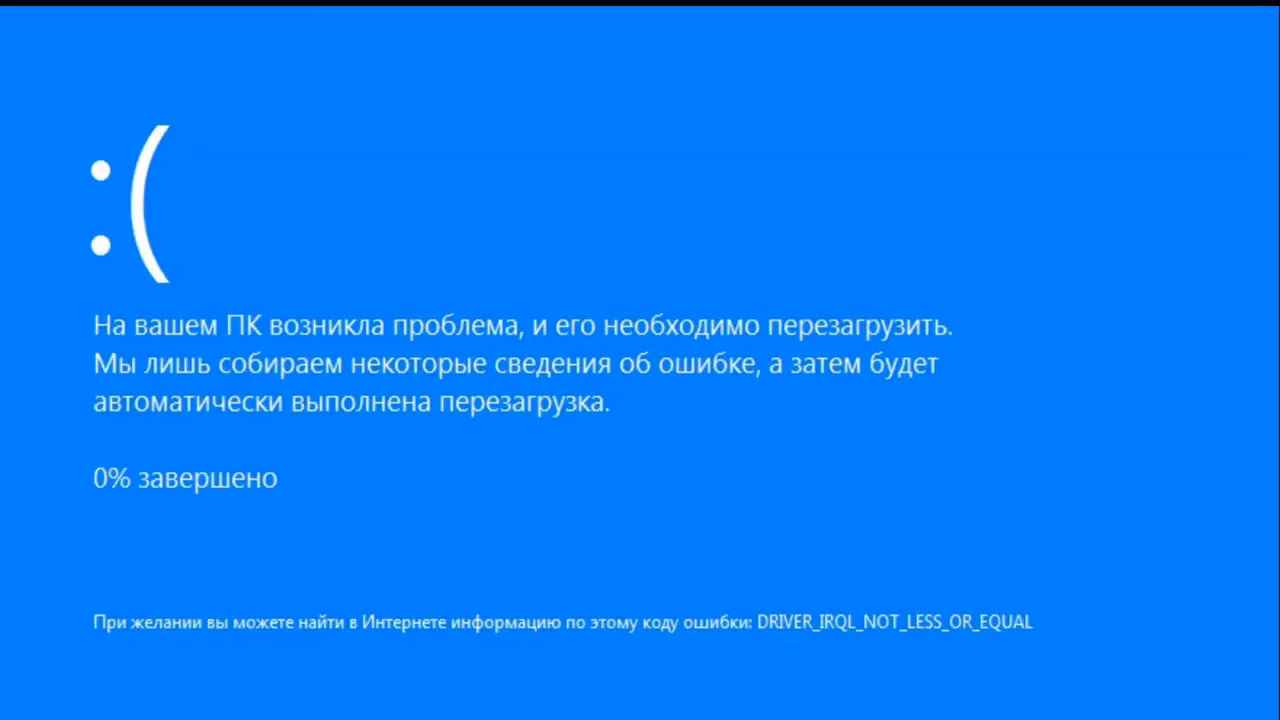 :(
На вашем ПК возникла проблема, и его необходимо перезагрузить.
Мы лишь собираем некоторые сведения об ошибке, а затем будет
автоматически выполнена перезагрузка.
0% завершено
При желании вы можете найти в Интернете информацию по этому коду ошибки: DRIVER_IRQL_NOT_LESS_OR_EQUAL